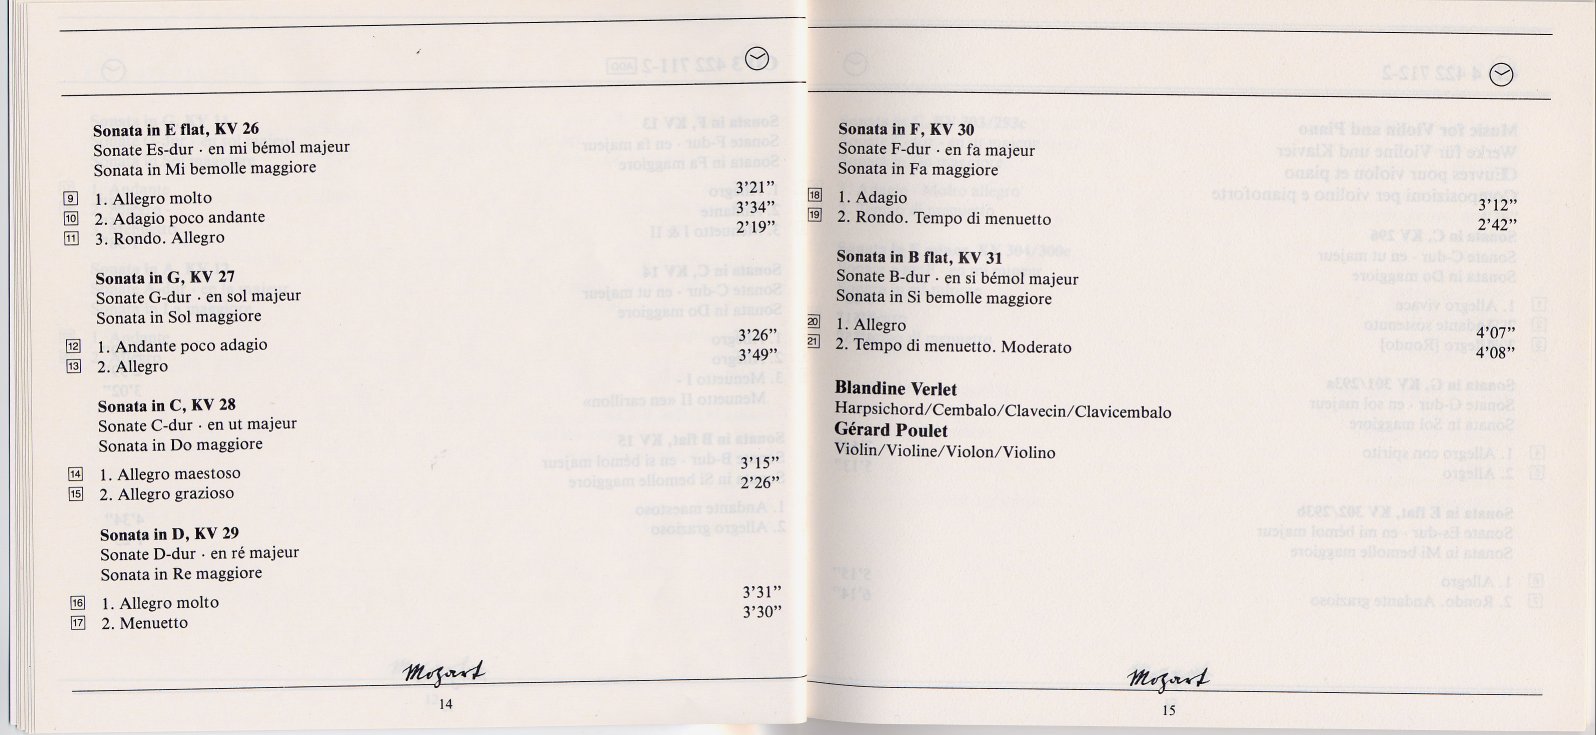 Sonata in E flat, KV 26
Sonate Es-dur · en mi bémol majeur
Sonata in Mi bemolle maggiore
9 1. Allegro molto 3’21”
10 2. Adagio poco andante 3’34”
11 3. Rondo. Allegro 2’19”
Sonata in G, KV 27
Sonate G-dur · en sol majeur
Sonata in Sol maggiore
12 1. Andante poco adagio 3’26”
13 2. Allegro 3’49”
Sonata in C, KV 28
Sonate C-dur · en ut majeur
Sonata in Do maggiore
14 1. Allegro maestoso 3’15”
15 2. Allegro grazioso 2’26”
Sonata in D, KV 29
Sonate D-dur · en ré majeur
Sonata in Re maggiore
16 1. Allegro molto 3’31”
17 2. Menuetto 3’30”
Mozart
14
Sonata in F, KV 30
Sonate F-dur · en fa majeur
Sonata in Fa maggiore
18 1. Adagio 3’12”
19 2. Rondo. Tempo di menuetto 2’42”
Sonata in B flat, KV 31
Sonate B-dur · en si bémol majeur
Sonata in Si bemolle maggiore
20 1. Allegro 4’07”
21 2. Tempo di menuetto. Moderato 4’08”
Blandine Verlet
Harpsichord/Cembalo/Clavecin/Clavicembalo
Gérard Poulet
Violin/Violine/Violon/Violino
Mozart
15